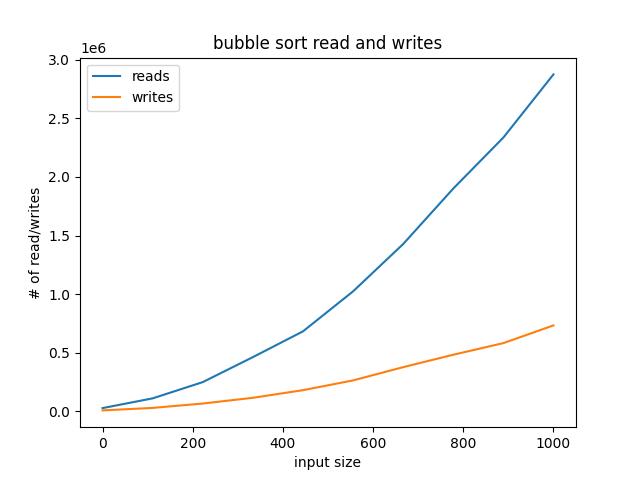 bubble sort read and writes
1e6
3.0
2.5
2.0
1.5
1.0
0.5
0.0
# of read/writes
reads
writes
0 200 400 600 800 1000
input size